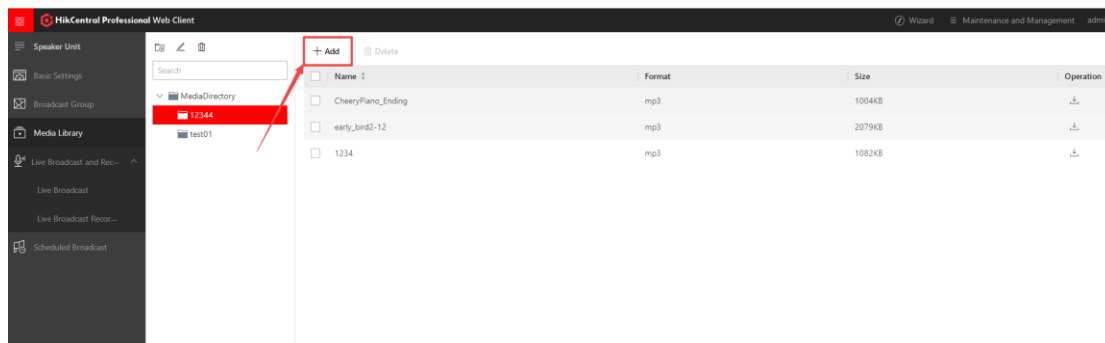 HikCentral Professional Web Client
Wizard
Maintenance and Management
admi
Speaker Unit
Basic Settings
Broadcast Group
Media Library
Live Broadcast and Rec...
Live Broadcast
Live Broadcast Recor...
Scheduled Broadcast
Search
MediaDirectory
12344
test01
+ Add
Delete
Name Format Size Operation
CheeryPiano_Ending mp3 1004KB
early_bird2-12 mp3 2079KB
1234 mp3 1082KB